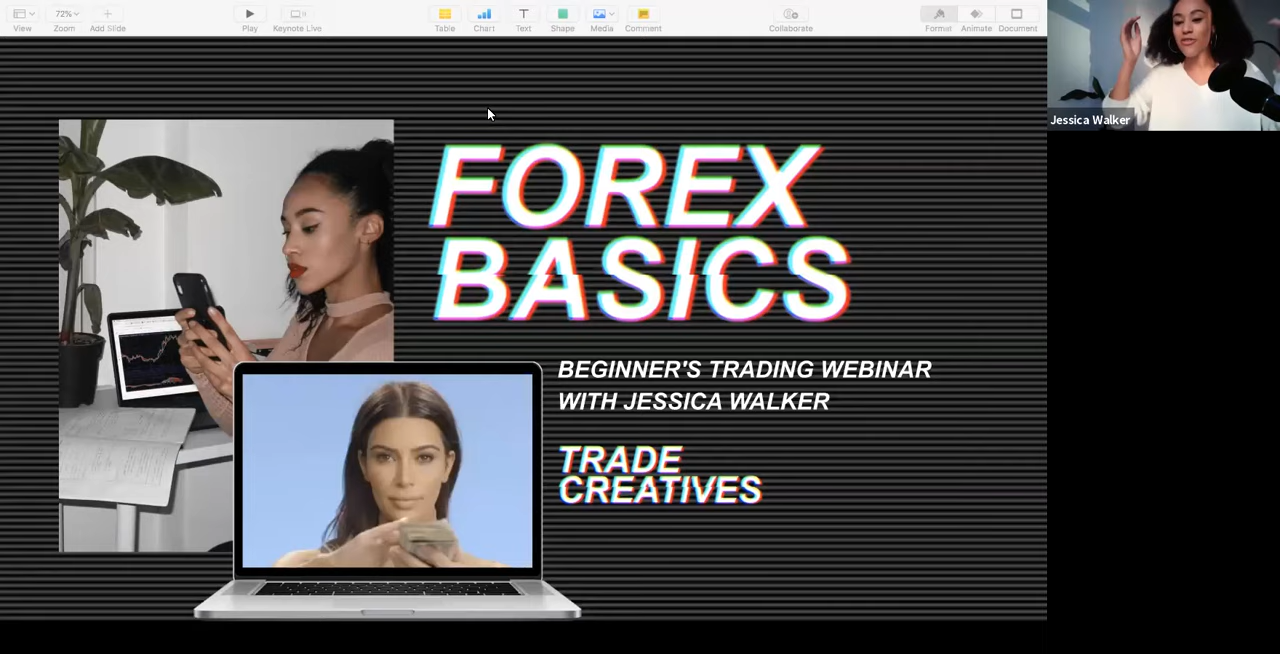 View
Zoom
Add Slide
Play
Keynote Live
Table
Chart
Text
Shape
Media
Comment
Collaborate
Format
Animate
Document
72%
T
Jessica Walker
FOREX
BASICS
BEGINNER'S TRADING WEBINAR
WITH JESSICA WALKER
TRADE
CREATIVES